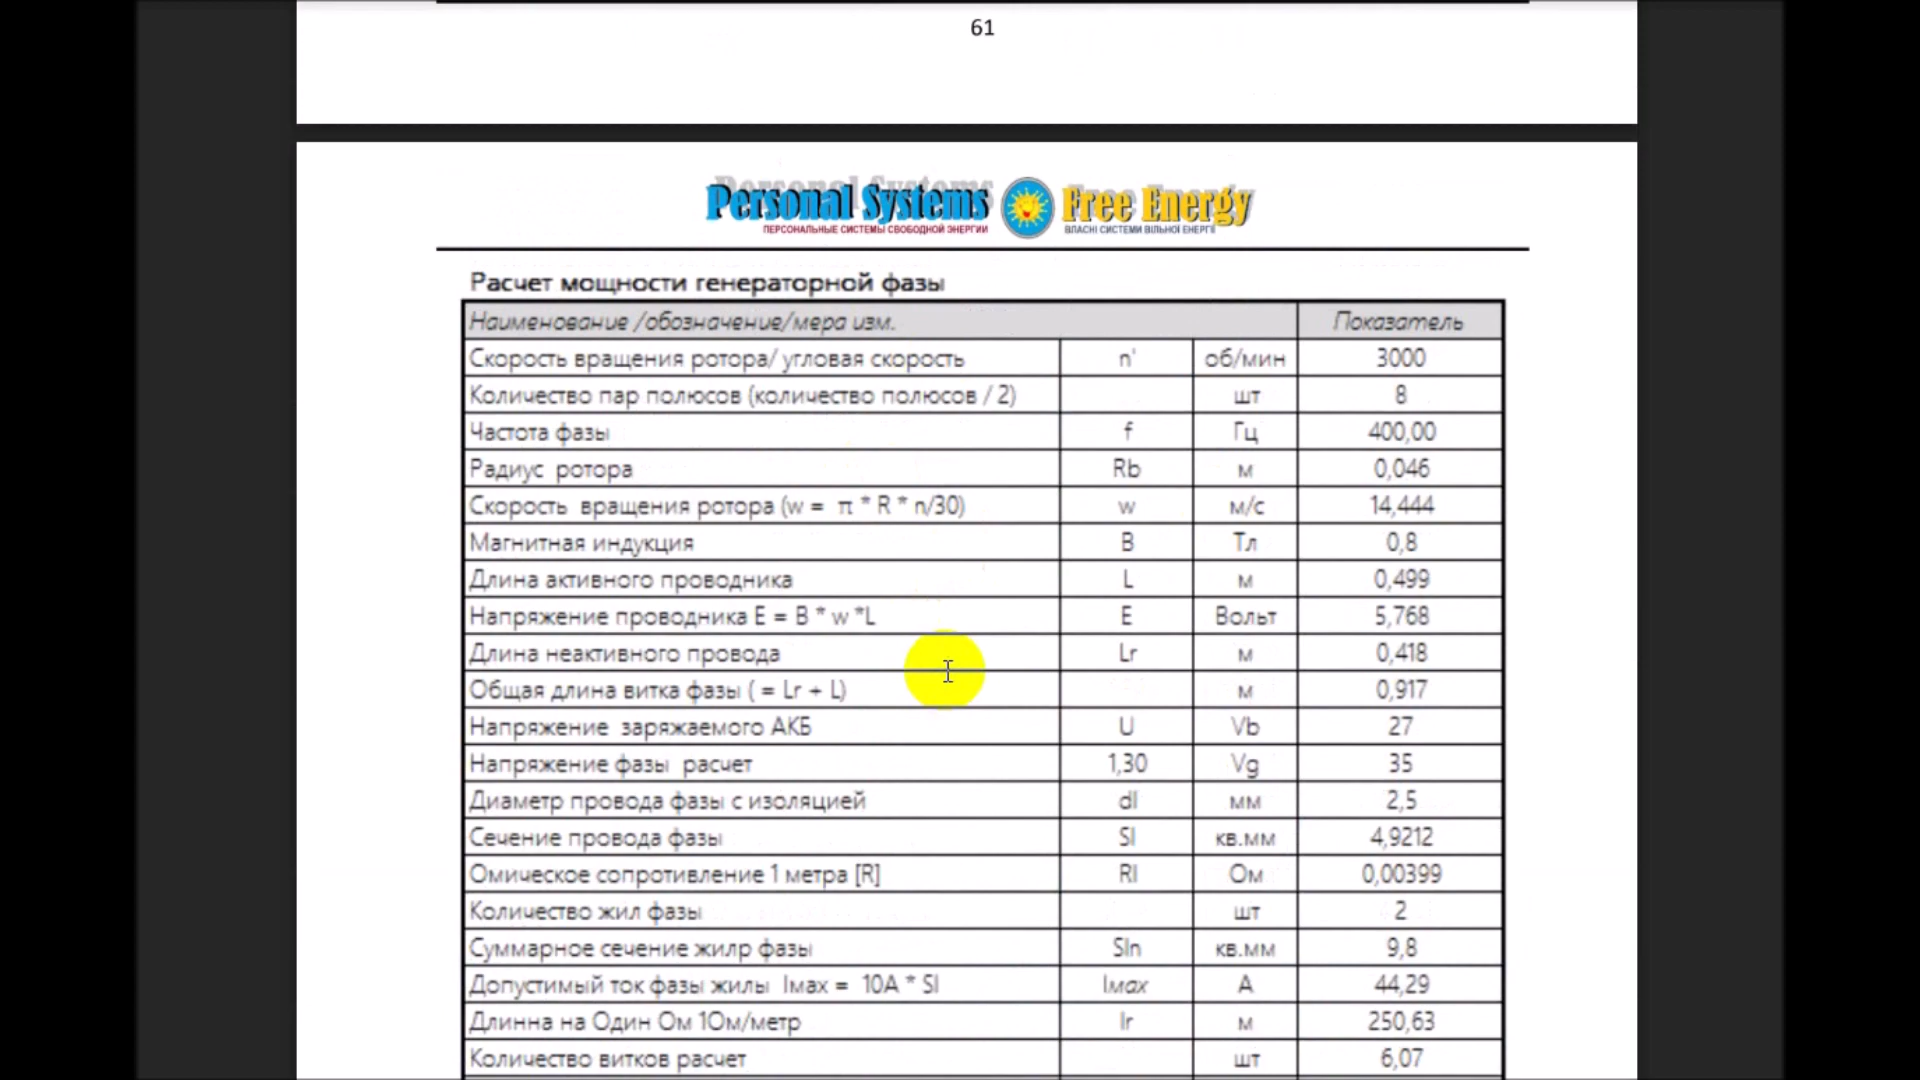 61
Personal Systems Free Energy
ПЕРСОНАЛЬНЫЕ СИСТЕМЫ СВОБОДНОЙ ЭНЕРГИИ ВЛАСНІ СИСТЕМИ ВІЛЬНОЇ ЕНЕРГІЇ
Расчет мощности генераторной фазы
Наименование /обозначение/мера изм. Показатель
Скорость вращения ротора/ угловая скорость n' об/мин 3000
Количество пар полюсов (количество полюсов / 2) шт 8
Частота фазы f Гц 400,00
Радиус ротора Rb м 0,046
Скорость вращения ротора (w = π * R * n/30) w м/с 14,444
Магнитная индукция B Тл 0,8
Длина активного проводника L м 0,499
Напряжение проводника E = B * w *L E Вольт 5,768
Длина неактивного провода Lr м 0,418
Общая длина витка фазы ( = Lr + L) м 0,917
Напряжение заряжаемого АКБ U Vb 27
Напряжение фазы расчет 1,30 Vg 35
Диаметр провода фазы с изоляцией dl мм 2,5
Сечение провода фазы Sl кв.мм 4,9212
Омическое сопротивление 1 метра [R] Rl Ом 0,00399
Количество жил фазы шт 2
Суммарное сечение жилр фазы Sln кв.мм 9,8
Допустимый ток фазы жилы Iмах = 10А * Sl Iмах А 44,29
Длинна на Один Ом 1Ом/метр lr м 250,63
Количество витков расчет шт 6,07